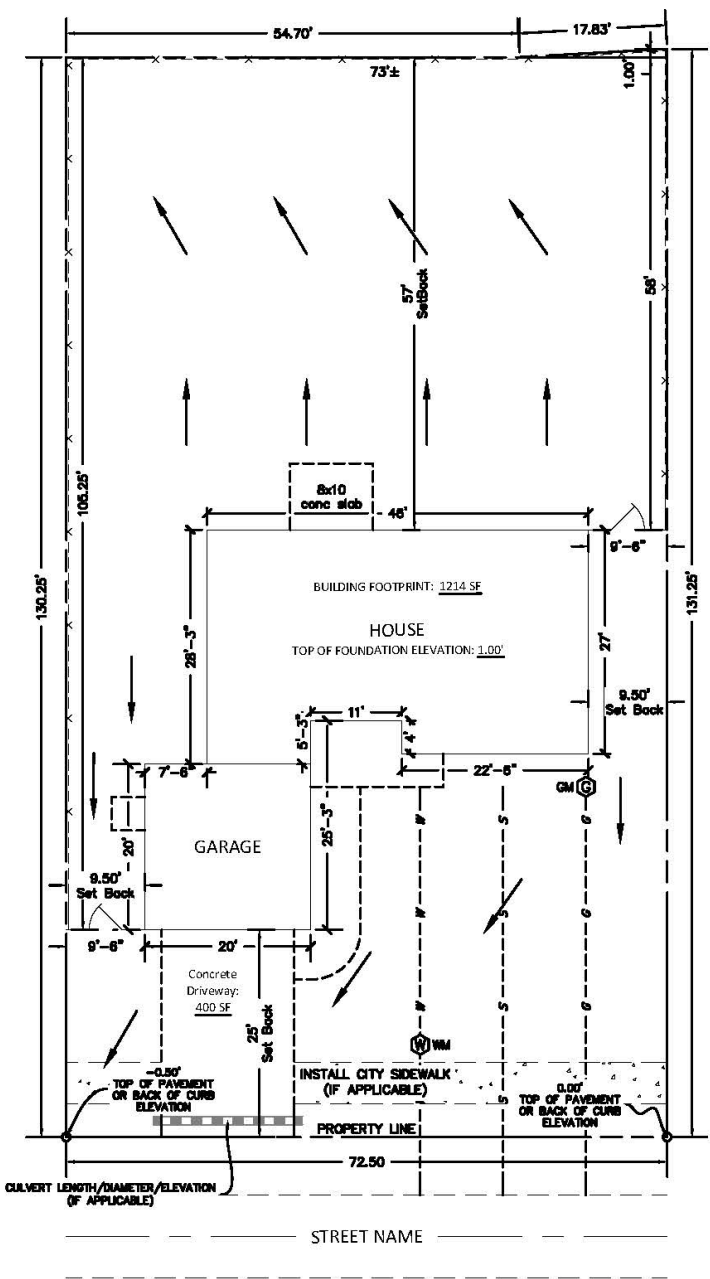 54.70'
17.83'
73'±
1.00'
57'
SetBack
58'
105.25'
130.25'
131.25'
8x10
conc slab
46'
9'-6"
BUILDING FOOTPRINT: 1214 SF
HOUSE
TOP OF FOUNDATION ELEVATION: 1.00'
28'-3"
27'
9.50'
Set Back
11'
5'-3"
4'
22'-6"
7'-6"
GM G
GARAGE
25'-3"
20'
9.50'
Set Back
9'-6"
20'
W S G
W S G
W S G
Concrete
Driveway:
400 SF
25'
Set Back
W WM
INSTALL CITY SIDEWALK
(IF APPLICABLE)
-0.50'
TOP OF PAVEMENT
OR BACK OF CURB
ELEVATION
0.00'
TOP OF PAVEMENT
OR BACK OF CURB
ELEVATION
S
PROPERTY LINE
72.50
CULVERT LENGTH/DIAMETER/ELEVATION
(IF APPLICABLE)
STREET NAME